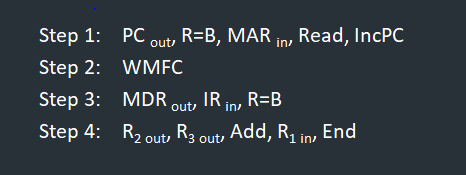 Step 1: PC out, R=B, MAR in, Read, IncPC
Step 2: WMFC
Step 3: MDR out, IR in, R=B
Step 4: R2 out, R3 out, Add, R1 in, End